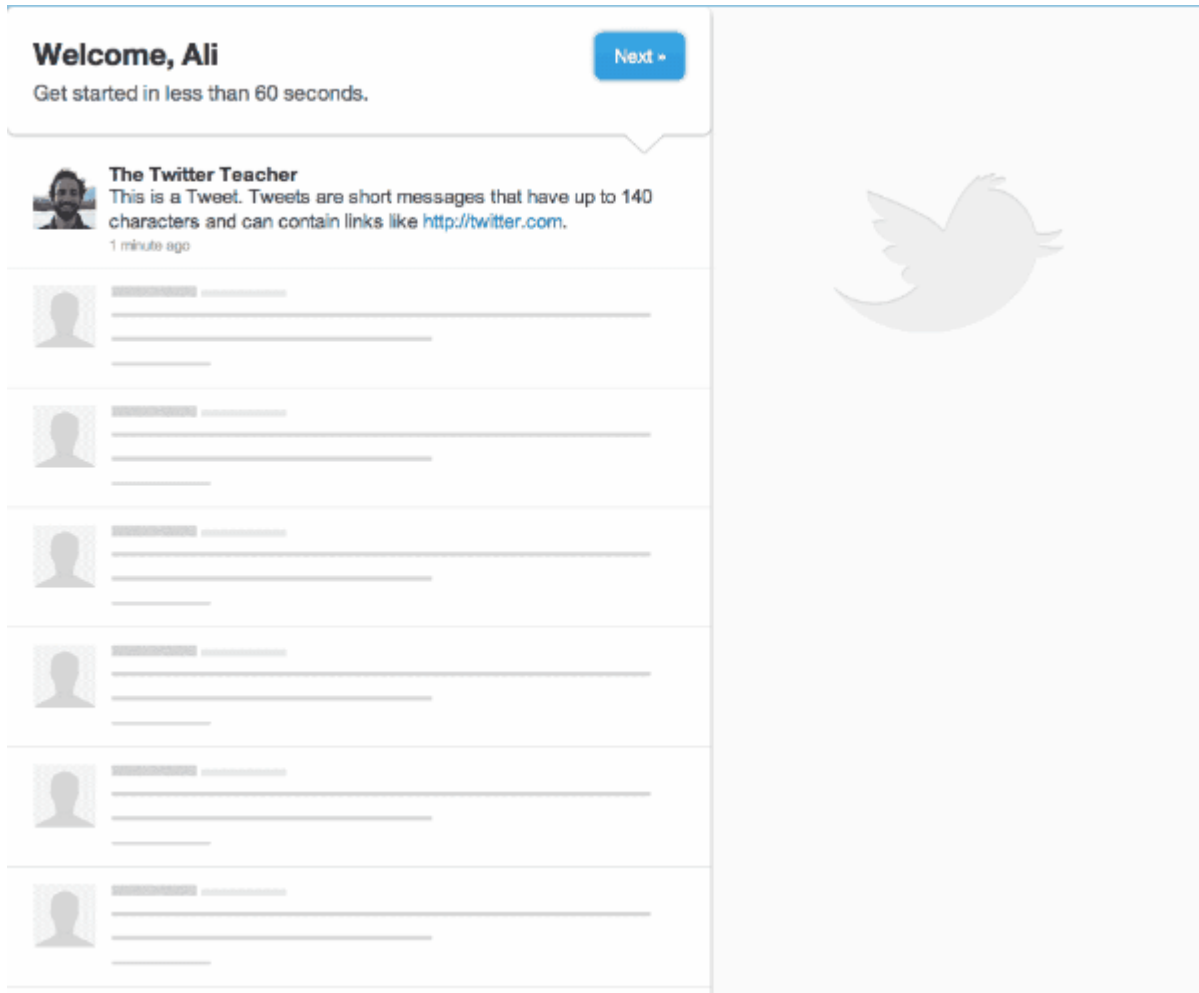 Welcome, Ali
Next »
Get started in less than 60 seconds.
The Twitter Teacher
This is a Tweet. Tweets are short messages that have up to 140
characters and can contain links like http://twitter.com.
1 minute ago